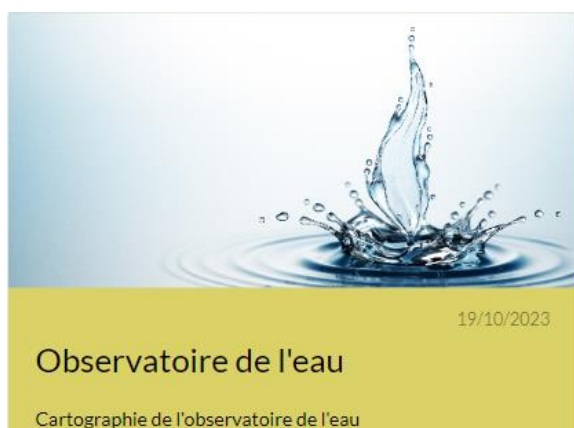 19/10/2023
Observatoire de l'eau
Cartographie de l'observatoire de l'eau